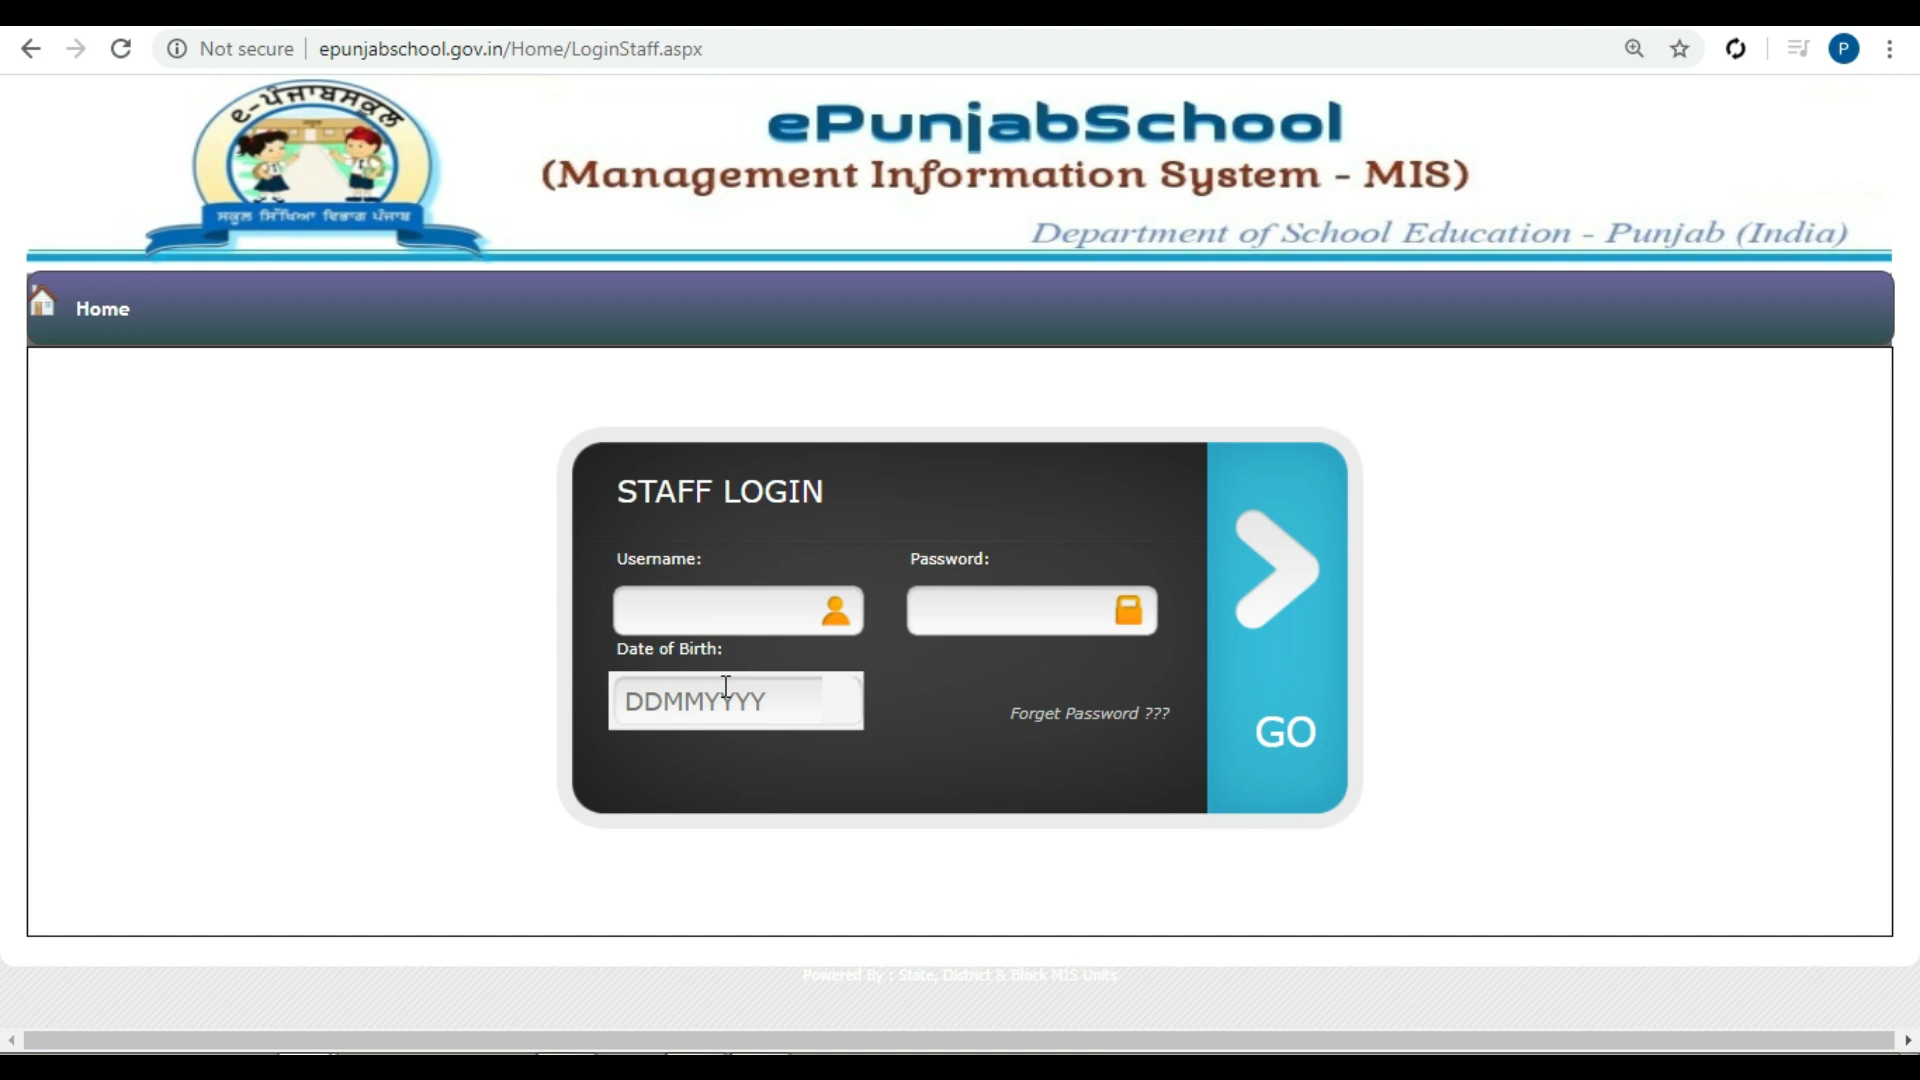 Not secure epunjabschool.gov.in/Home/LoginStaff.aspx
P
e-ਪੰਜਾਬਸਕੂਲ
ਸਕੂਲ ਸਿੱਖਿਆ ਵਿਭਾਗ ਪੰਜਾਬ
ePunjabSchool
(Management Information System - MIS)
Department of School Education - Punjab (India)
Home
STAFF LOGIN
Username: Password:
Date of Birth:
DDMMYYYY
Forget Password ???
GO
Powered By : State, District & Block MIS Units